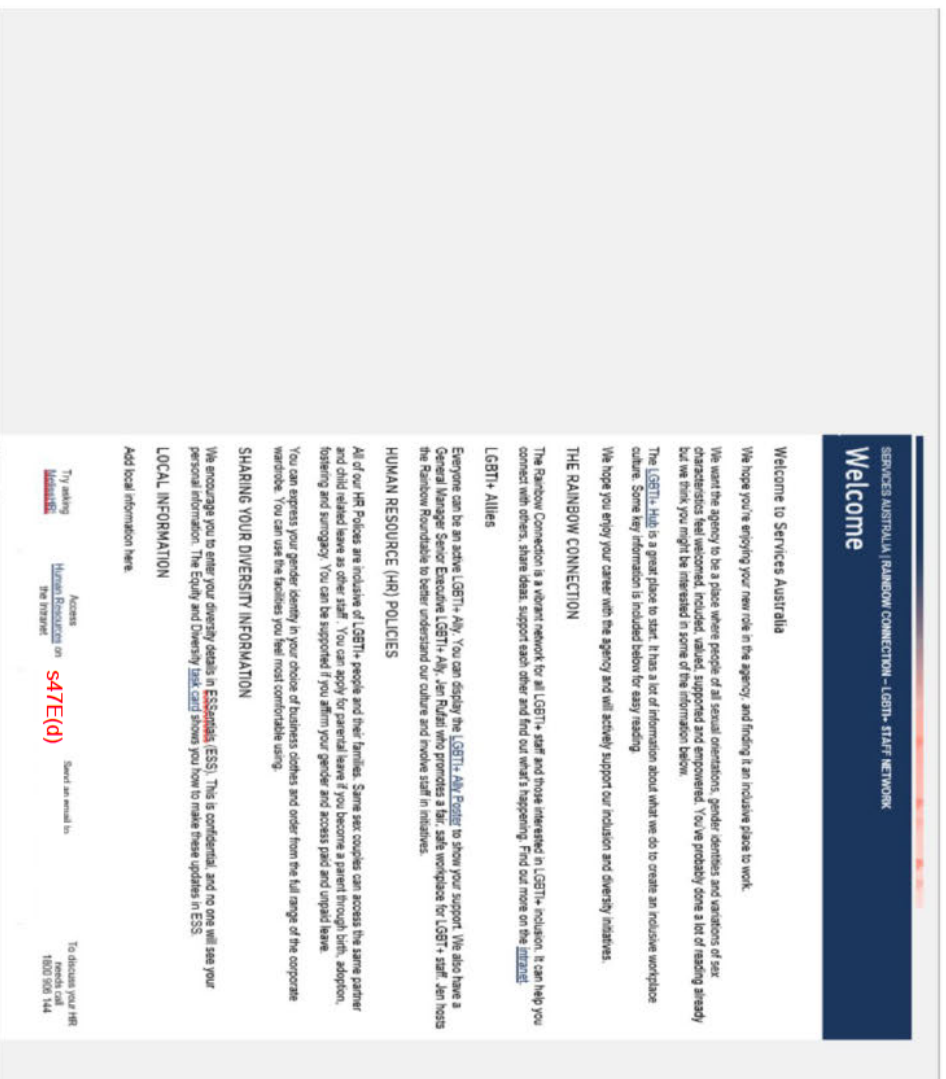 SERVICES AUSTRALIA | RAINBOW CONNECTION – LGBTI+ STAFF NETWORK
Welcome
Welcome to Services Australia
We hope you're enjoying your new role in the agency, and finding it an inclusive place to work.
We want the agency to be a place where people of all sexual orientations, gender identities and variations of sex
characteristics feel welcomed, included, valued, supported and empowered. You've probably done a lot of reading already
but we think you might be interested in some of the information below.
The LGBTI+ Hub is a great place to start. It has a lot of information about what we do to create an inclusive workplace
culture. Some key information is included below for easy reading.
We hope you enjoy your career with the agency and will actively support our inclusion and diversity initiatives.
THE RAINBOW CONNECTION
The Rainbow Connection is a vibrant network for all LGBTI+ staff and those interested in LGBTI+ inclusion. It can help you
connect with others, share ideas, support each other and find out what's happening. Find out more on the intranet.
LGBTI+ Allies
Everyone can be an active LGBTI+ Ally. You can display the LGBTI+ Ally Poster to show your support. We also have a
General Manager Senior Executive LGBTI+ Ally, Jen Rufati who promotes a fair, safe workplace for LGBT+ staff. Jen hosts
the Rainbow Roundtable to better understand our culture and involve staff in initiatives.
HUMAN RESOURCE (HR) POLICIES
All of our HR Polices are inclusive of LGBTI+ people and their families. Same sex couples can access the same partner
and child related leave as other staff. You can apply for parental leave if you become a parent through birth, adoption,
fostering and surrogacy. You can be supported if you affirm your gender and access paid and unpaid leave.
You can express your gender identity in your choice of business clothes and order from the full range of the corporate
wardrobe. You can use the facilities you feel most comfortable using.
SHARING YOUR DIVERSITY INFORMATION
We encourage you to enter your diversity details in ESSentials (ESS). This is confidential, and no one will see your
personal information. The Equity and Diversity task card shows you how to make these updates in ESS.
LOCAL INFORMATION
Add local information here.
Try asking
Access
Human Resources on
the Intranet
s47E(d)
Send an email to
To discuss your HR
needs call
1800 906 144